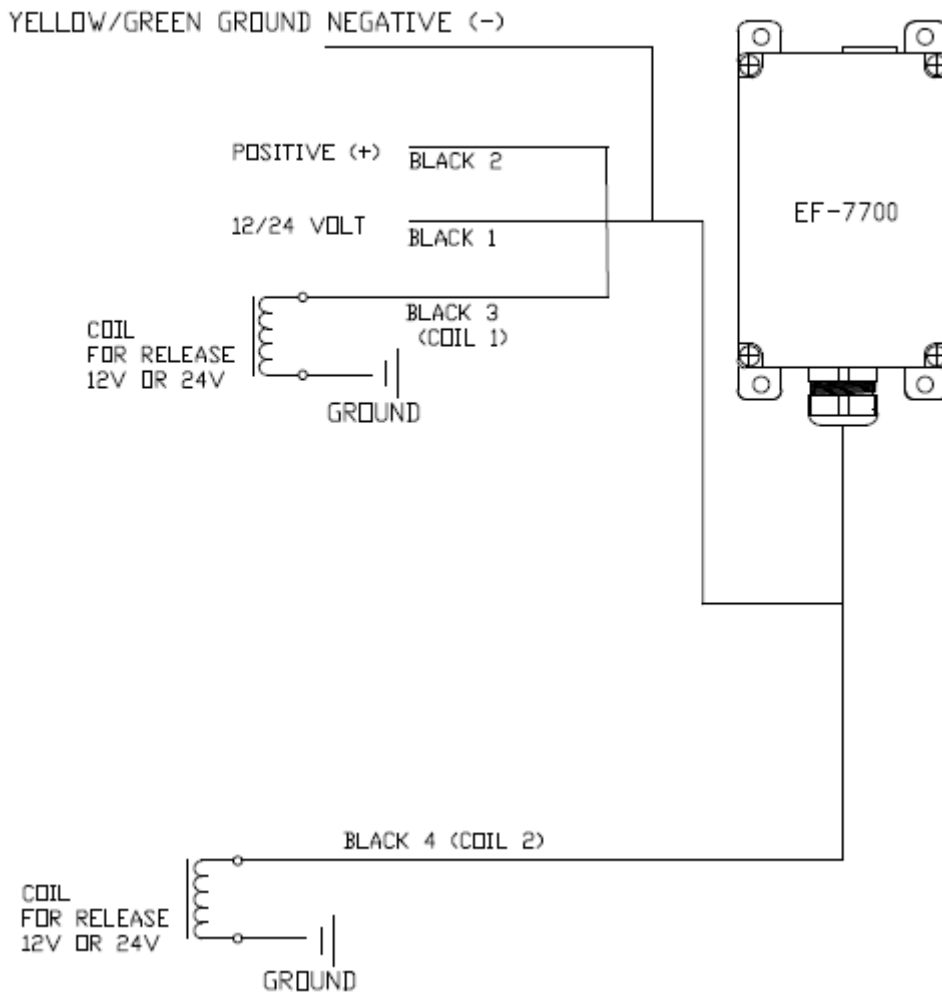 YELLOW/GREEN GROUND NEGATIVE (-)
POSITIVE (+)
BLACK 2
12/24 VOLT
BLACK 1
EF-7700
BLACK 3
(COIL 1)
COIL
FOR RELEASE
12V OR 24V
GROUND
BLACK 4 (COIL 2)
COIL
FOR RELEASE
12V OR 24V
GROUND